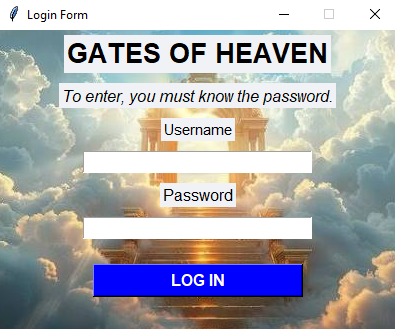 Login Form
GATES OF HEAVEN
To enter, you must know the password.
Username
Password
LOG IN